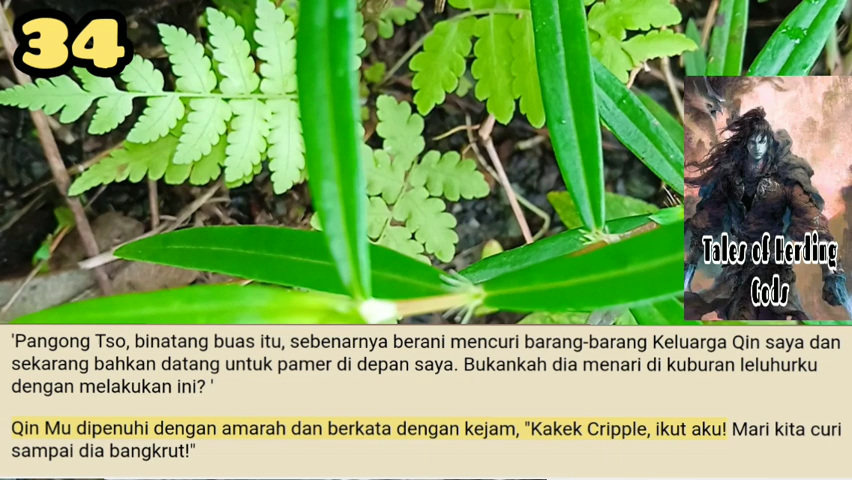 34
Tales of Herding
Gods
'Pangong Tso, binatang buas itu, sebenarnya berani mencuri barang-barang Keluarga Qin saya dan
sekarang bahkan datang untuk pamer di depan saya. Bukankah dia menari di kuburan leluhurku
dengan melakukan ini? '
Qin Mu dipenuhi dengan amarah dan berkata dengan kejam, "Kakek Cripple, ikut aku! Mari kita curi
sampai dia bangkrut!"